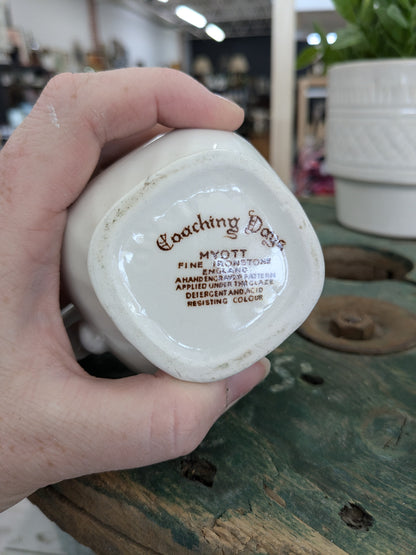 Coaching Days
MYOTT
FINE IRONSTONE
ENGLAND
A HAND ENGRAVED PATTERN
APPLIED UNDER THE GLAZE
DETERGENT AND ACID
RESISTING COLOUR